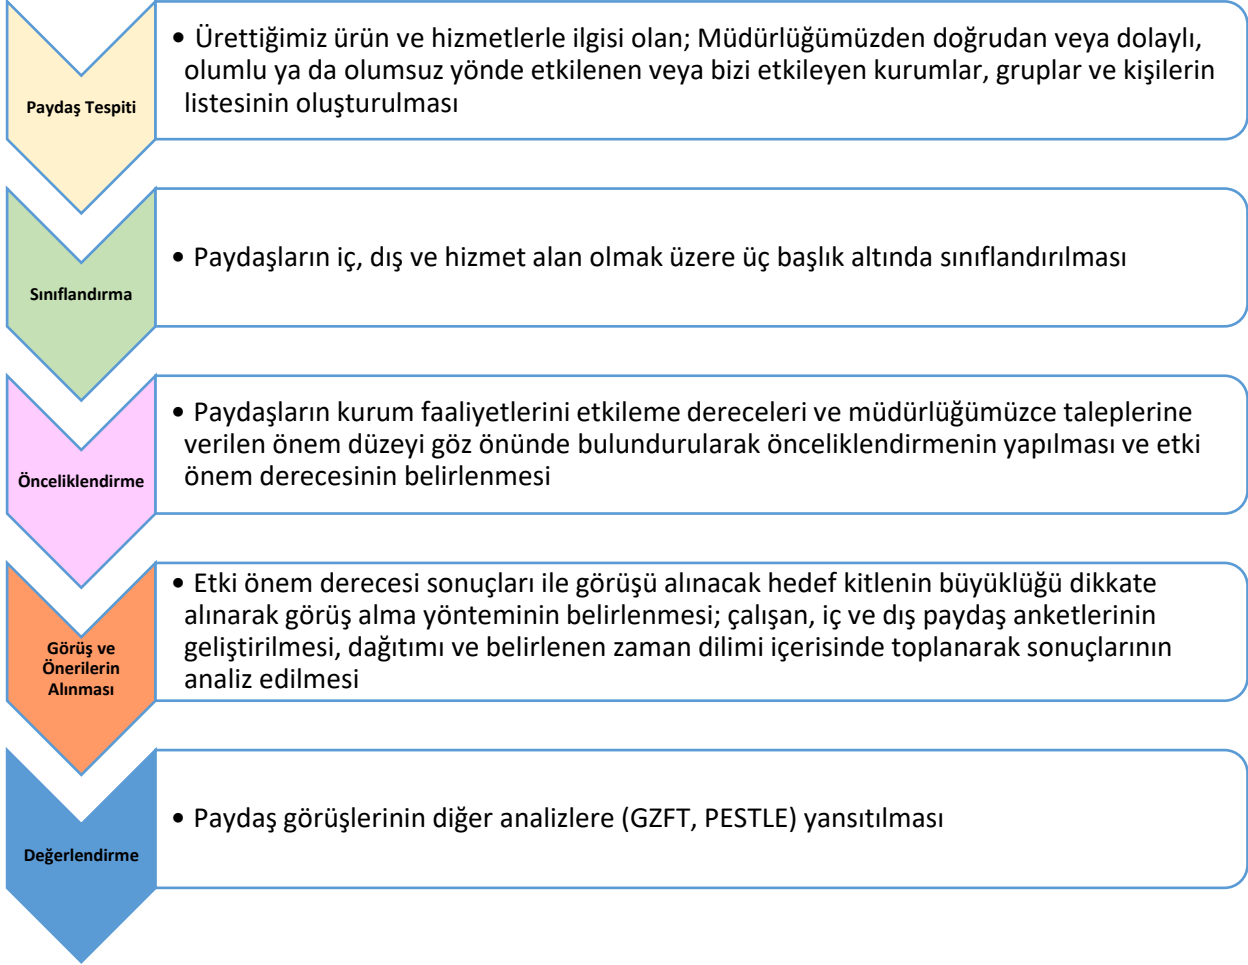 Paydaş Tespiti
• Ürettiğimiz ürün ve hizmetlerle ilgisi olan; Müdürlüğümüzden doğrudan veya dolaylı,
olumlu ya da olumsuz yönde etkilenen veya bizi etkileyen kurumlar, gruplar ve kişilerin
listesinin oluşturulması
Sınıflandırma
• Paydaşların iç, dış ve hizmet alan olmak üzere üç başlık altında sınıflandırılması
Önceliklendirme
• Paydaşların kurum faaliyetlerini etkileme dereceleri ve müdürlüğümüzce taleplerine
verilen önem düzeyi göz önünde bulundurularak önceliklendirmenin yapılması ve etki
önem derecesinin belirlenmesi
Görüş ve
Önerilerin
Alınması
• Etki önem derecesi sonuçları ile görüşü alınacak hedef kitlenin büyüklüğü dikkate
alınarak görüş alma yönteminin belirlenmesi; çalışan, iç ve dış paydaş anketlerinin
geliştirilmesi, dağıtımı ve belirlenen zaman dilimi içerisinde toplanarak sonuçlarının
analiz edilmesi
Değerlendirme
• Paydaş görüşlerinin diğer analizlere (GZFT, PESTLE) yansıtılması